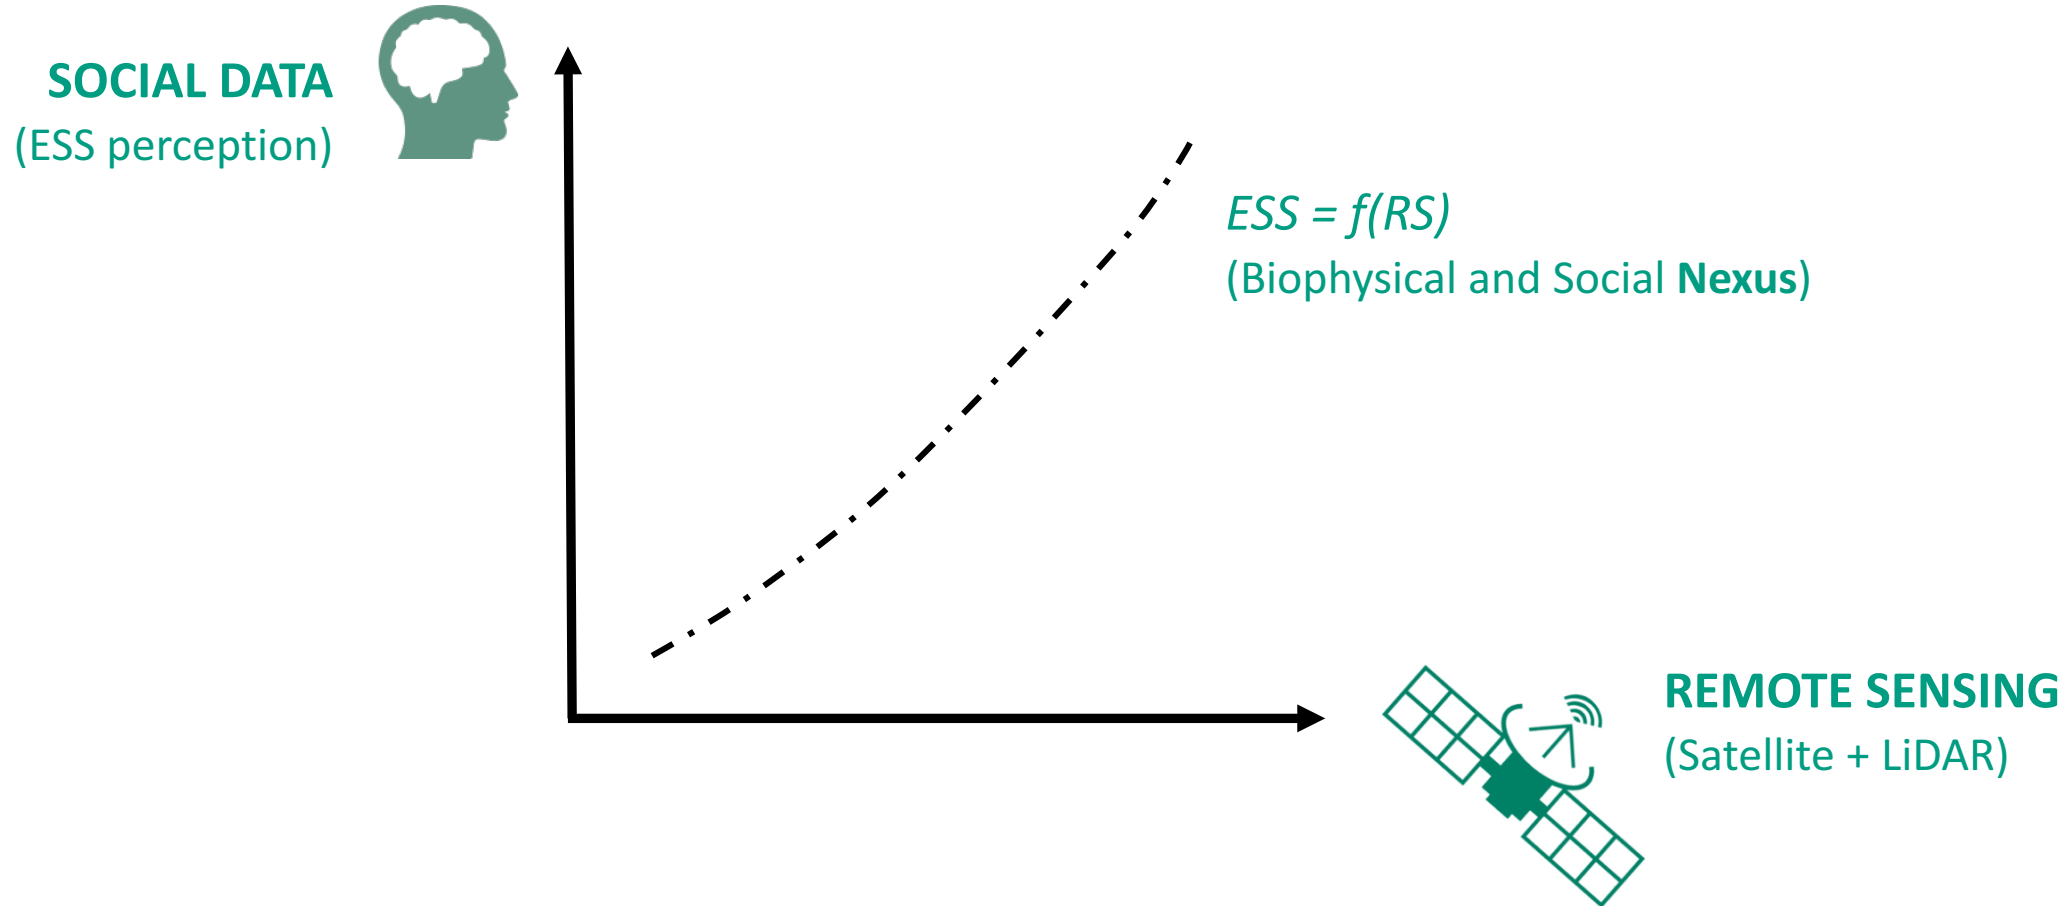 SOCIAL DATA
(ESS perception)
ESS = f(RS)
(Biophysical and Social Nexus)
REMOTE SENSING
(Satellite + LiDAR)